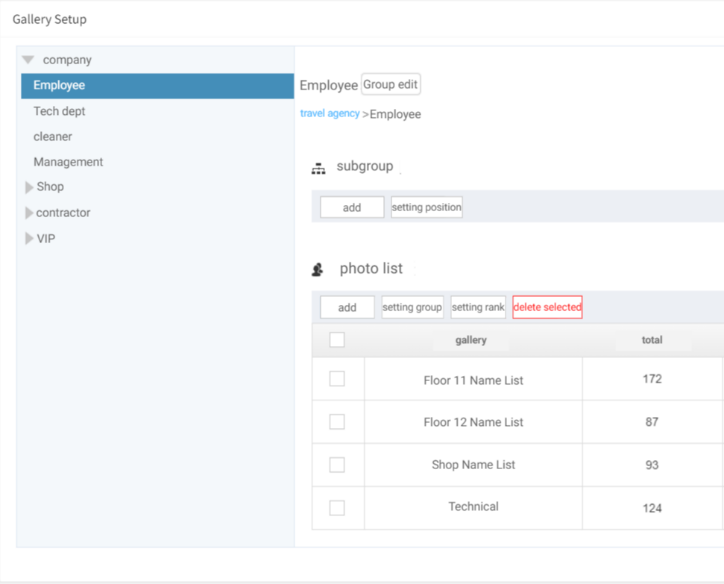 Gallery Setup
company
Employee
Tech dept
cleaner
Management
Shop
contractor
VIP
Employee Group edit
travel agency >Employee
subgroup
add setting position
photo list
add setting group setting rank delete selected
gallery total
Floor 11 Name List 172
Floor 12 Name List 87
Shop Name List 93
Technical 124